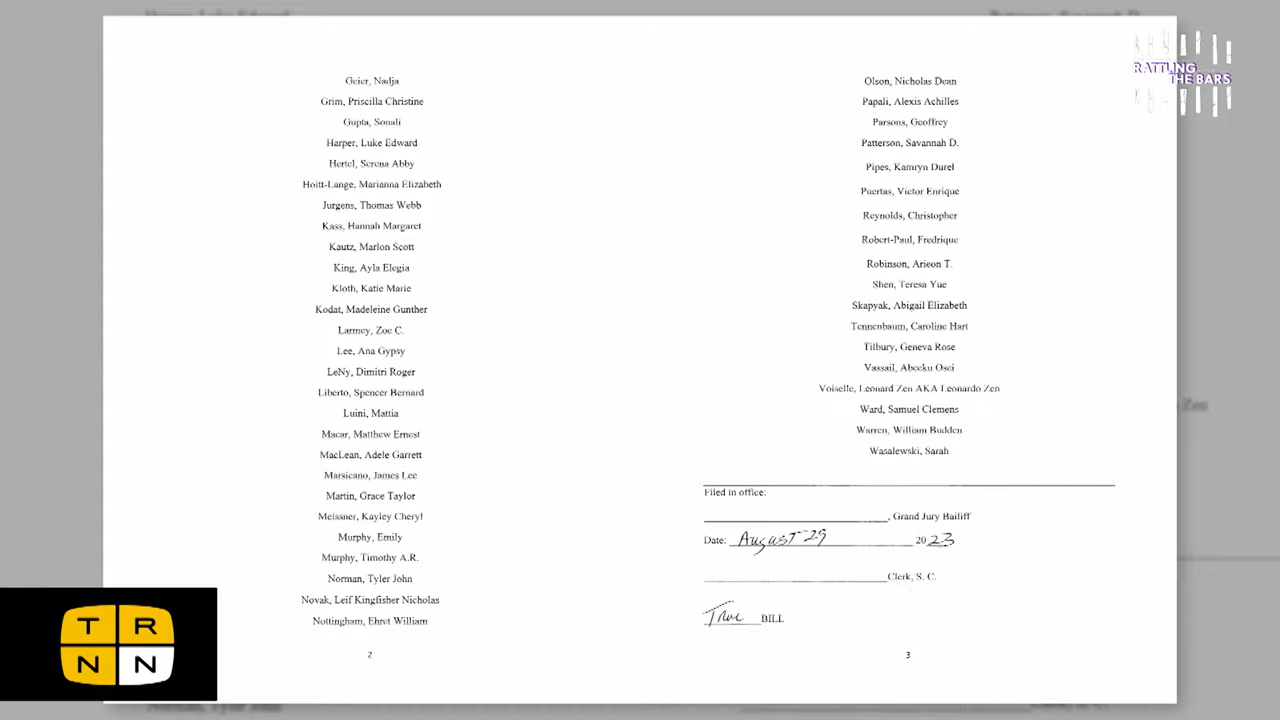 Geier, Nadja
Grim, Priscilla Christine
Gupta, Sonali
Harper, Luke Edward
Hertel, Serena Abby
Hoitt-Lange, Marianna Elizabeth
Jurgens, Thomas Webb
Kass, Hannah Margaret
Kautz, Marlon Scott
King, Ayla Elegia
Kloth, Katie Marie
Kodat, Madeleine Gunther
Larmey, Zoe C.
Lee, Ana Gypsy
LeNy, Dimitri Roger
Liberto, Spencer Bernard
Luini, Mattia
Macar, Matthew Ernest
MacLean, Adele Garrett
Marsicano, James Lee
Martin, Grace Taylor
Meissner, Kayley Cheryl
Murphy, Emily
Murphy, Timothy A.R.
Norman, Tyler John
Novak, Leif Kingfisher Nicholas
Nottingham, Ehret William
2
Olson, Nicholas Dean
Papali, Alexis Achilles
Parsons, Geoffrey
Patterson, Savannah D.
Pipes, Kamryn Durel
Puertas, Victor Enrique
Reynolds, Christopher
Robert-Paul, Fredrique
Robinson, Arieon T.
Shen, Teresa Yue
Skapyak, Abigail Elizabeth
Tennenbaum, Caroline Hart
Tilbury, Geneva Rose
Vassail, Abeeku Osei
Voiselle, Leonard Zen AKA Leonardo Zen
Ward, Samuel Clemens
Warren, William Budden
Wasalewski, Sarah
Filed in office:
, Grand Jury Bailiff
Date: August 29 2023
Clerk, S. C.
True BILL
3
RATTLING
THE BARS
TR
NN
Zen